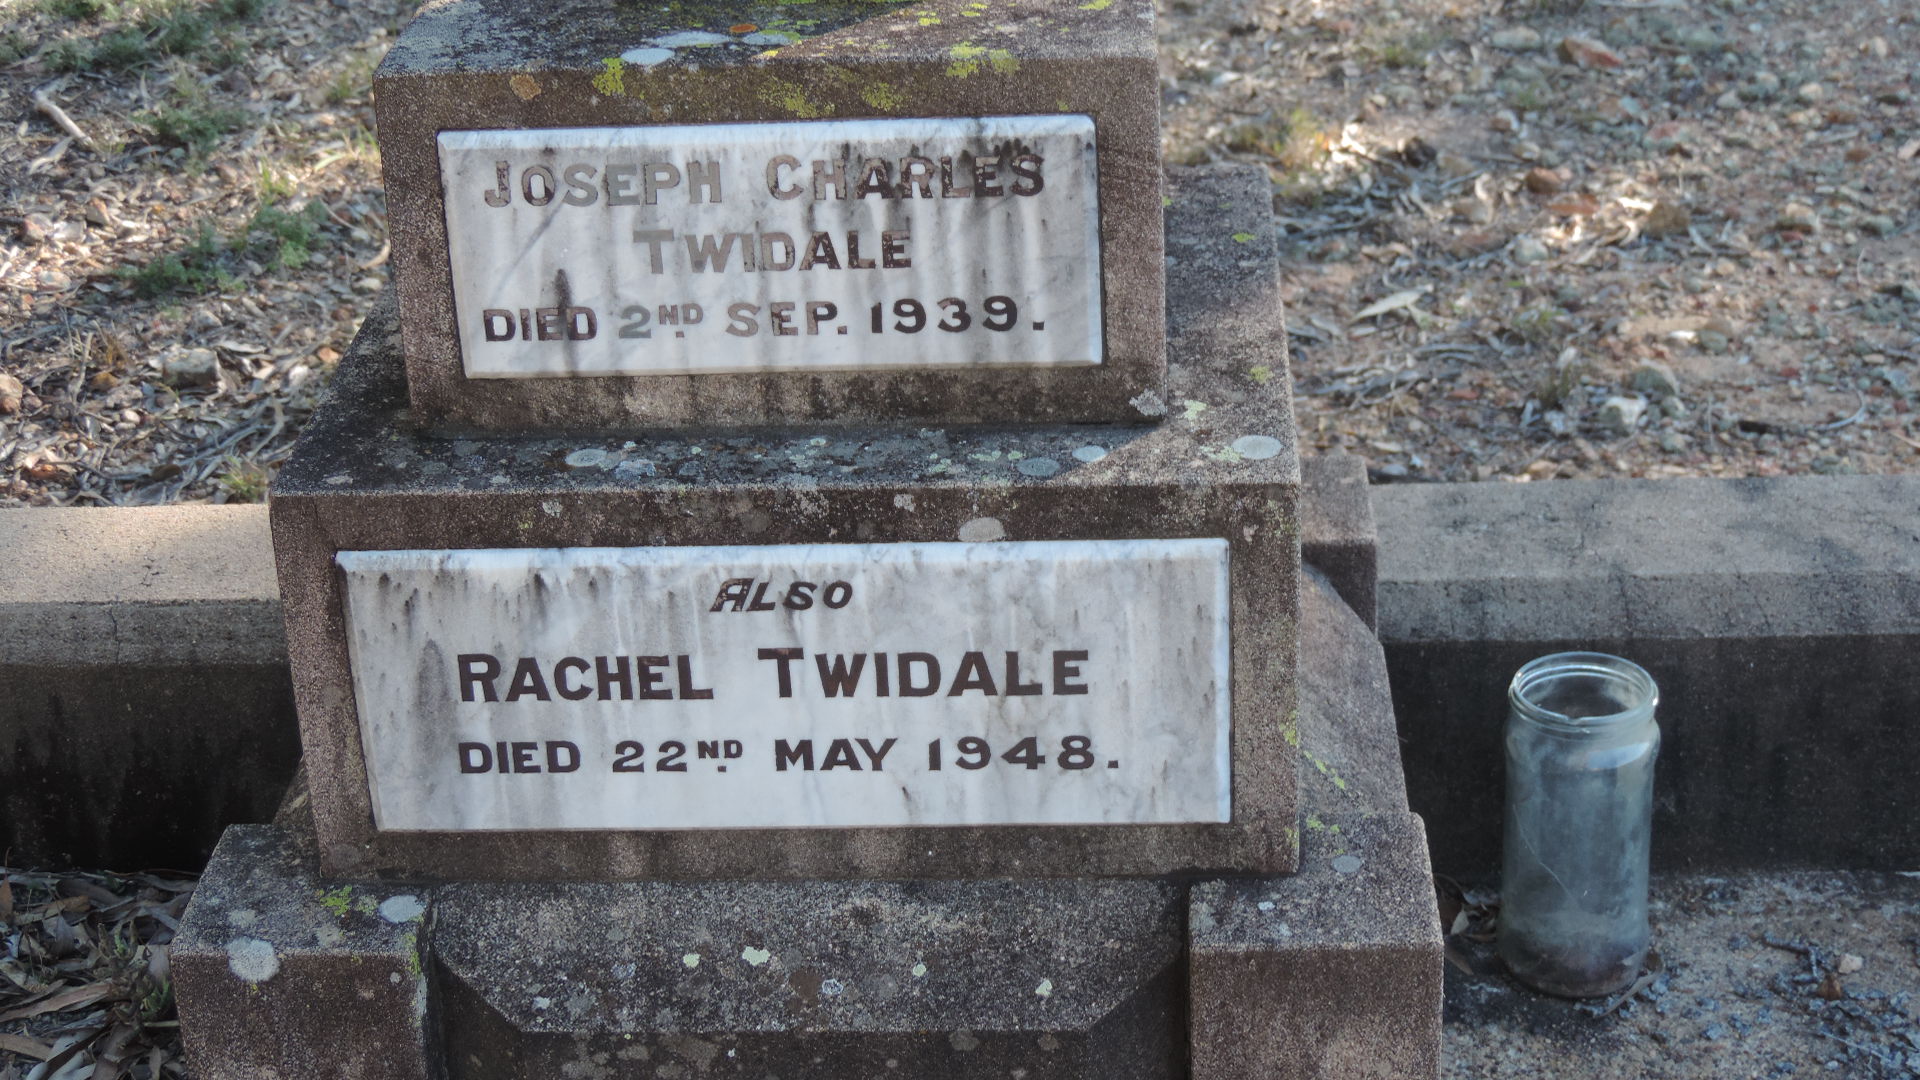 JOSEPH CHARLES
TWIDALE
DIED 2ND SEP. 1939.
ALSO
RACHEL TWIDALE
DIED 22ND MAY 1948.